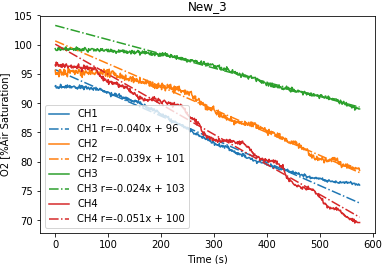 New_3
105
100
95
90
85
80
75
70
O2 [%Air Saturation]
CH1
CH1 r=-0.040x + 96
CH2
CH2 r=-0.039x + 101
CH3
CH3 r=-0.024x + 103
CH4
CH4 r=-0.051x + 100
0 100 200 300 400 500 600
Time (s)